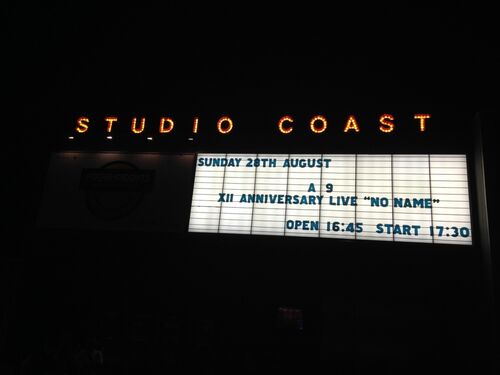 STUDIO COAST
SUNDAY 28TH AUGUST
A 9
XII ANNIVERSARY LIVE "NO NAME"
OPEN 16:45 START 17:30